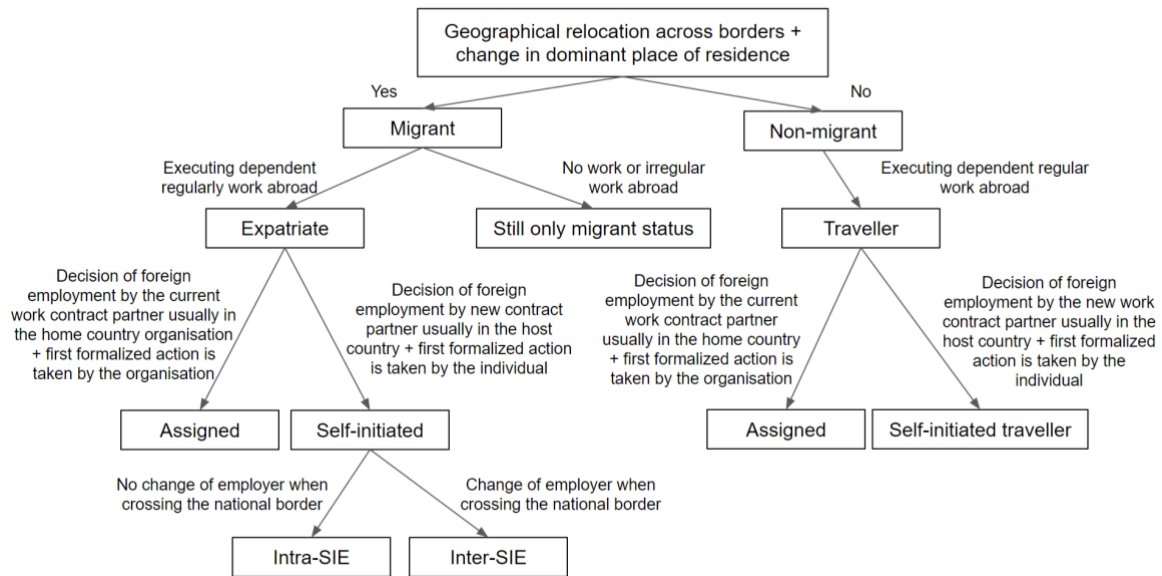 Geographical relocation across borders +
change in dominant place of residence
Yes
No
Migrant
Non-migrant
Executing dependent
regularly work abroad
No work or irregular
work abroad
Executing dependent regular
work abroad
Expatriate
Still only migrant status
Traveller
Decision of foreign
employment by the current
work contract partner usually in
the home country organisation
+ first formalized action is
taken by the organisation
Decision of foreign
employment by new contract
partner usually in the host
country + first formalized action
is taken by the individual
Decision of foreign
employment by the current
work contract partner
usually in the home country
+ first formalized action is
taken by the organisation
Decision of foreign
employment by the new work
contract partner usually in the
host country + first formalized
action is taken by the
individual
Assigned
Self-initiated
Assigned
Self-initiated traveller
No change of employer when
crossing the national border
Change of employer when
crossing the national border
Intra-SIE
Inter-SIE